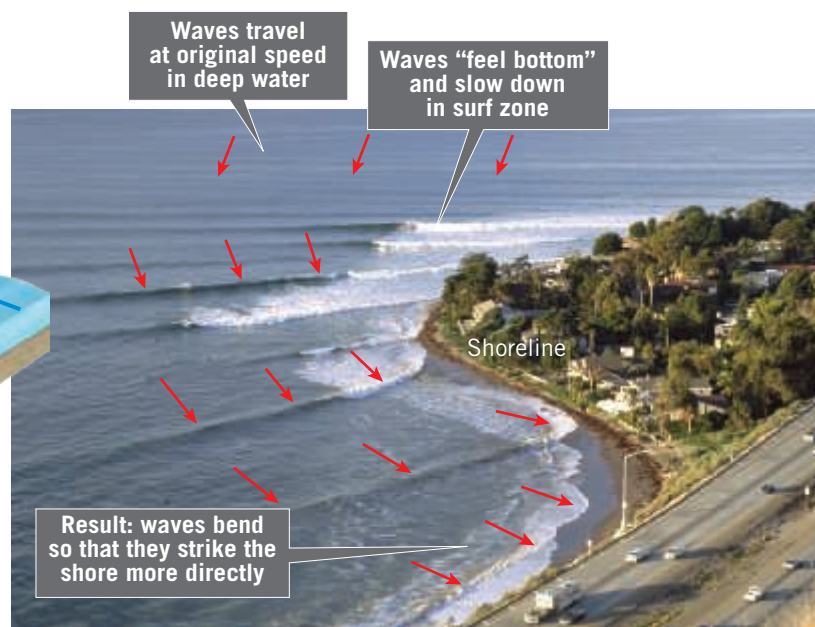 Waves travel
at original speed
in deep water
Waves “feel bottom”
and slow down
in surf zone
Shoreline
Result: waves bend
so that they strike the
shore more directly